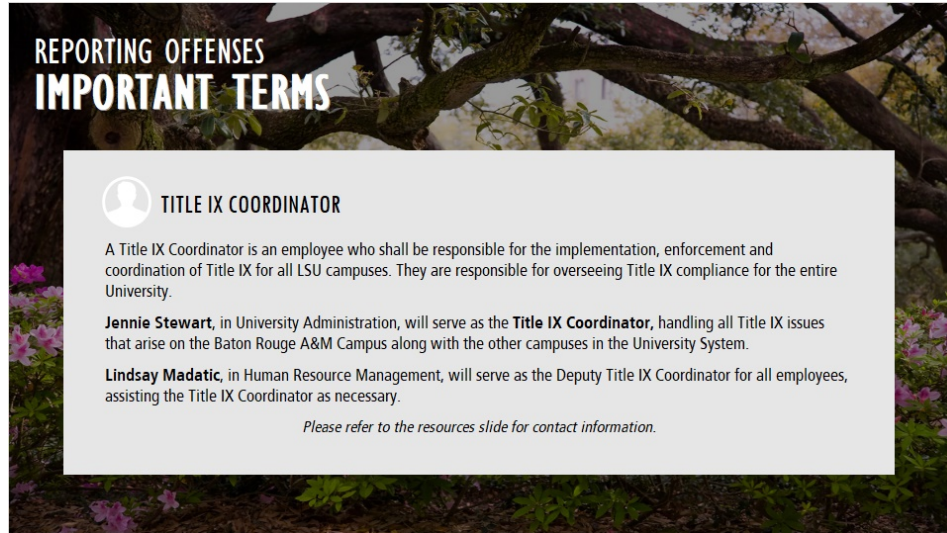 REPORTING OFFENSES
IMPORTANT TERMS
TITLE IX COORDINATOR
A Title IX Coordinator is an employee who shall be responsible for the implementation, enforcement and
coordination of Title IX for all LSU campuses. They are responsible for overseeing Title IX compliance for the entire
University.
Jennie Stewart, in University Administration, will serve as the Title IX Coordinator, handling all Title IX issues
that arise on the Baton Rouge A&M Campus along with the other campuses in the University System.
Lindsay Madatic, in Human Resource Management, will serve as the Deputy Title IX Coordinator for all employees,
assisting the Title IX Coordinator as necessary.
Please refer to the resources slide for contact information.